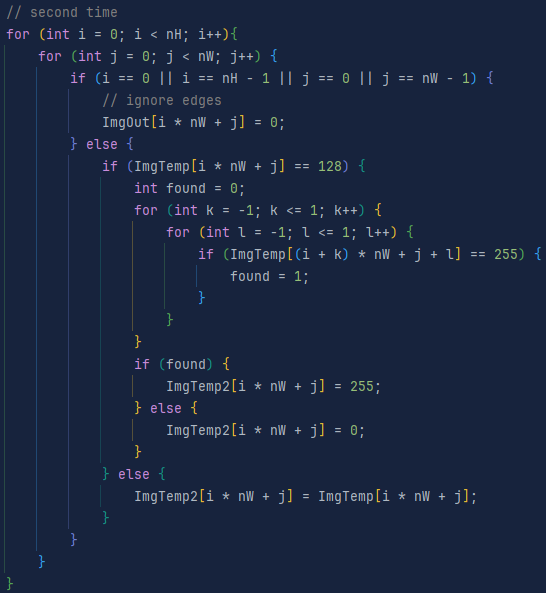 // second time
for (int i = 0; i < nH; i++){
    for (int j = 0; j < nW; j++) {
        if (i == 0 || i == nH - 1 || j == 0 || j == nW - 1) {
            // ignore edges
            ImgOut[i * nW + j] = 0;
        } else {
            if (ImgTemp[i * nW + j] == 128) {
                int found = 0;
                for (int k = -1; k <= 1; k++) {
                    for (int l = -1; l <= 1; l++) {
                        if (ImgTemp[(i + k) * nW + j + l] == 255) {
                            found = 1;
                        }
                    }
                }
                if (found) {
                    ImgTemp2[i * nW + j] = 255;
                } else {
                    ImgTemp2[i * nW + j] = 0;
                }
            } else {
                ImgTemp2[i * nW + j] = ImgTemp[i * nW + j];
            }
        }
    }
}